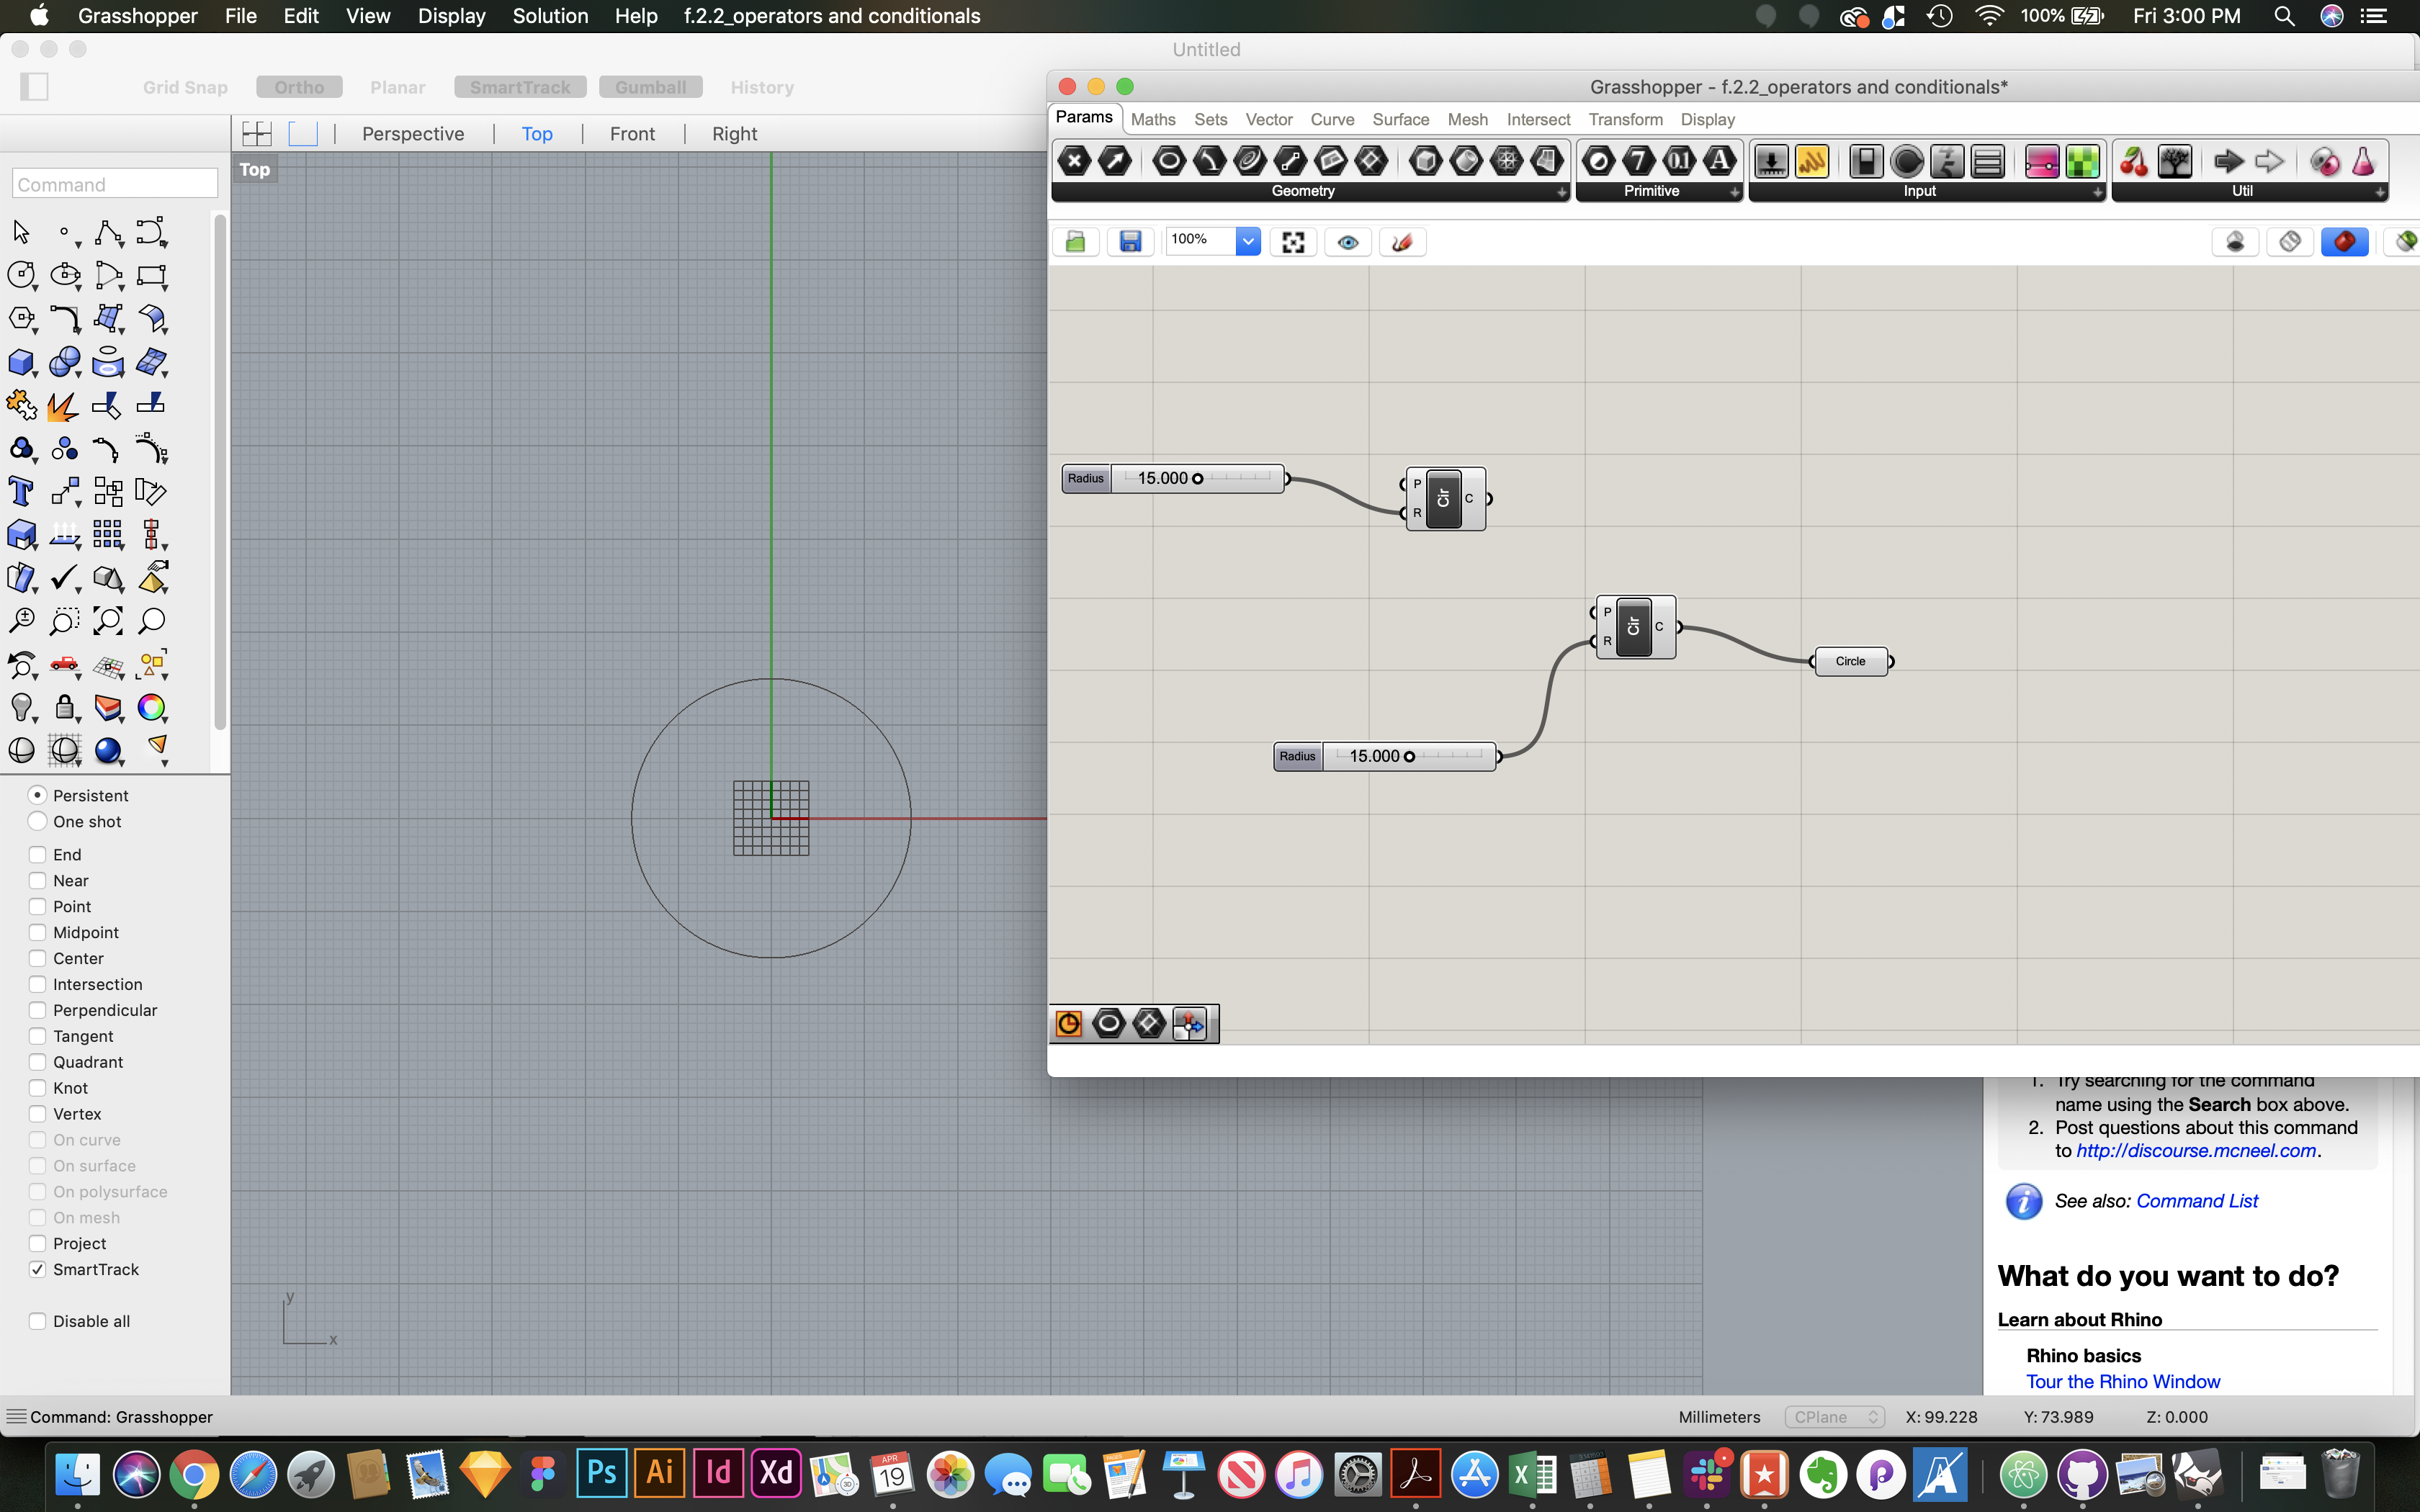 Grasshopper File Edit View Display Solution Help f.2.2_operators and conditionals
100% Fri 3:00 PM
Untitled
Grid Snap Ortho Planar SmartTrack Gumball History
Grasshopper - f.2.2_operators and conditionals*
Perspective Top Front Right
Params Maths Sets Vector Curve Surface Mesh Intersect Transform Display
Top
Command
Geometry Primitive Input Util
100%
Radius 15.000
P
R
Cir
C
P
R
Cir
C
Circle
Radius 15.000
Persistent
One shot
End
Near
Point
Midpoint
Center
Intersection
Perpendicular
Tangent
Quadrant
Knot
Vertex
On curve
On surface
On polysurface
On mesh
Project
SmartTrack
Disable all
y
x
1. Try searching for the command
name using the Search box above.
2. Post questions about this command
to http://discourse.mcneel.com.
See also: Command List
What do you want to do?
Learn about Rhino
Rhino basics
Tour the Rhino Window
Command: Grasshopper
Millimeters CPlane X: 99.228 Y: 73.989 Z: 0.000
Ps Ai Id Xd
APR
19